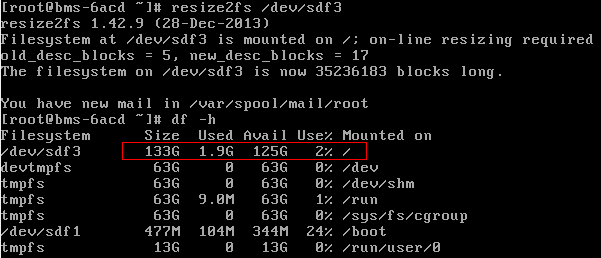 [root@bms-6acd ~]# resize2fs /dev/sdf3
resize2fs 1.42.9 (28-Dec-2013)
Filesystem at /dev/sdf3 is mounted on /; on-line resizing required
old_desc_blocks = 5, new_desc_blocks = 17
The filesystem on /dev/sdf3 is now 35236183 blocks long.
You have new mail in /var/spool/mail/root
[root@bms-6acd ~]# df -h
Filesystem Size Used Avail Use% Mounted on
/dev/sdf3 133G 1.9G 125G 2% /
devtmpfs 63G 0 63G 0% /dev
tmpfs 63G 0 63G 0% /dev/shm
tmpfs 63G 9.0M 63G 1% /run
tmpfs 63G 0 63G 0% /sys/fs/cgroup
/dev/sdf1 477M 104M 344M 24% /boot
tmpfs 13G 0 13G 0% /run/user/0